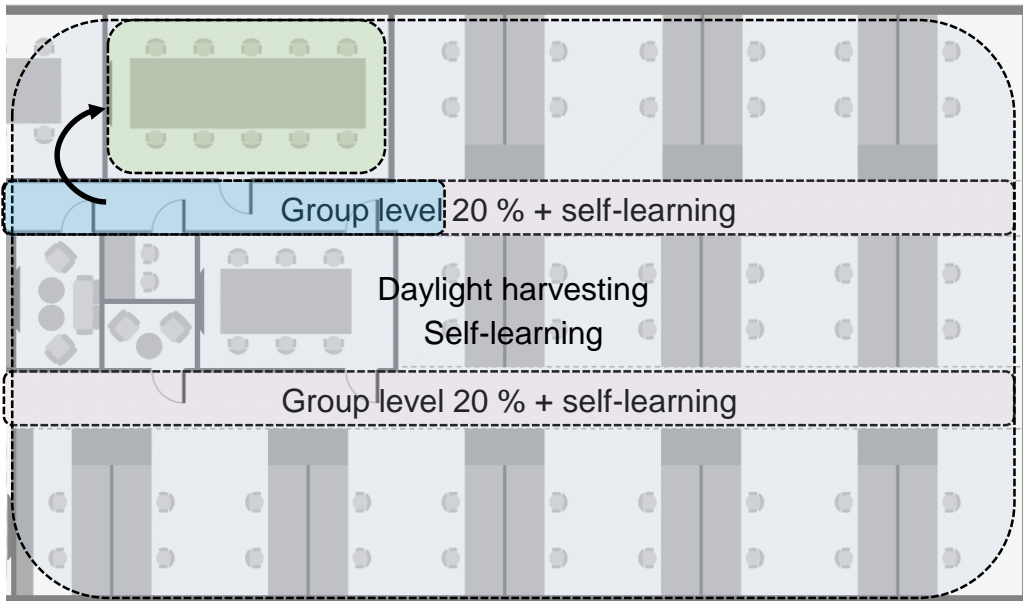 Group level 20 % + self-learning
Daylight harvesting
Self-learning
Group level 20 % + self-learning